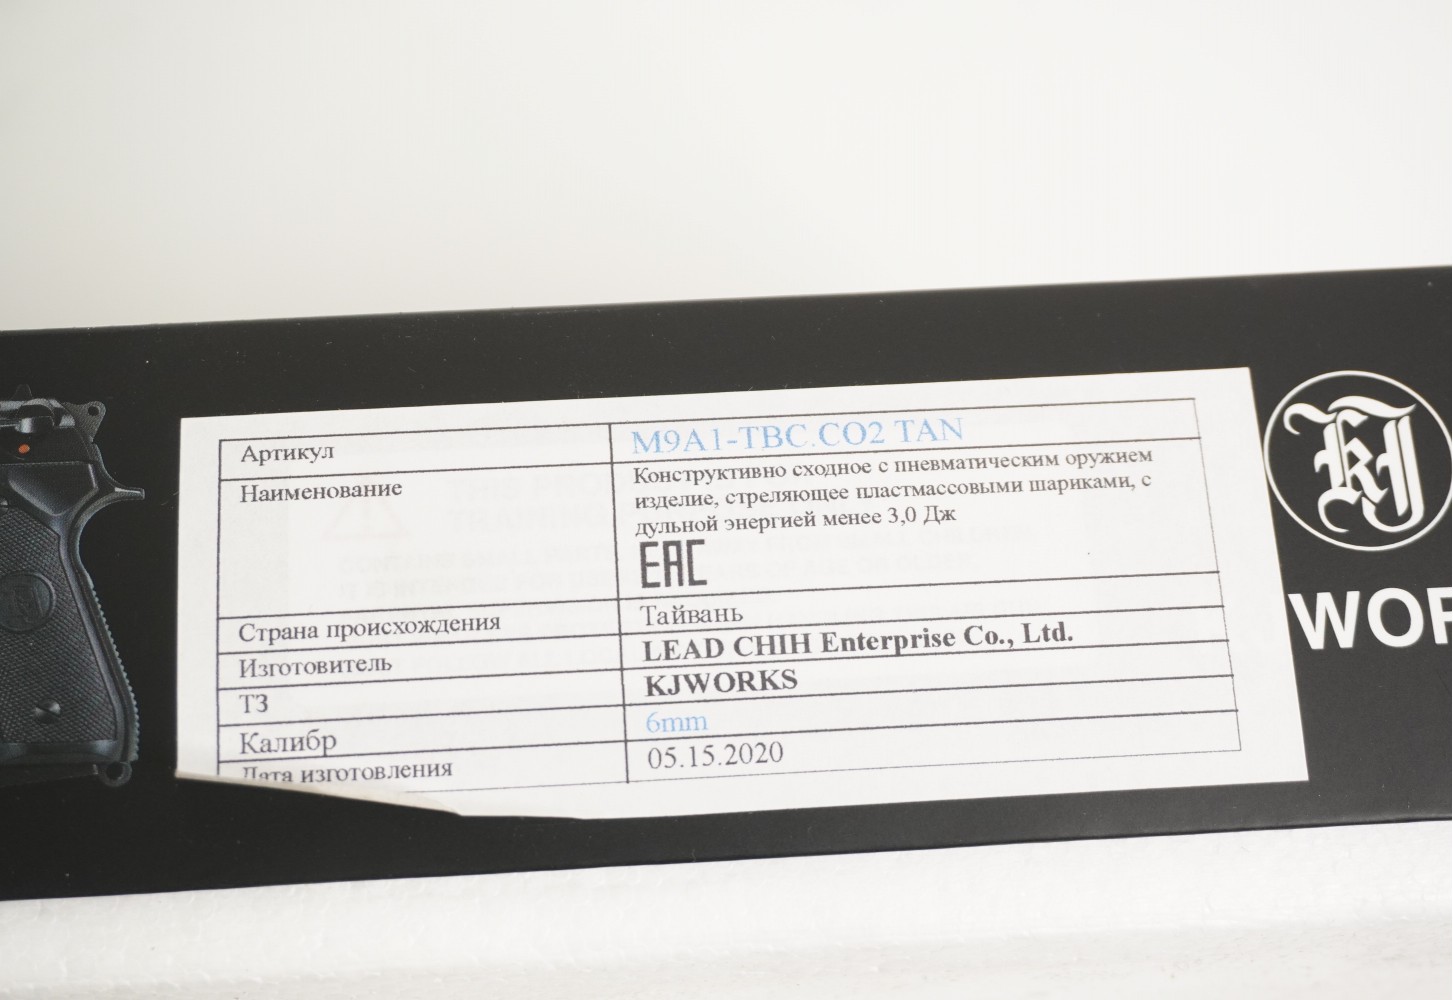 Артикул M9A1-TBC.CO2 TAN
Наименование Конструктивно сходное с пневматическим оружием
изделие, стреляющее пластмассовыми шариками, с
дульной энергией менее 3,0 Дж
EAC
Страна происхождения Тайвань
Изготовитель LEAD CHIH Enterprise Co., Ltd.
ТЗ KJWORKS
Калибр 6mm
Дата изготовления 05.15.2020
KJ